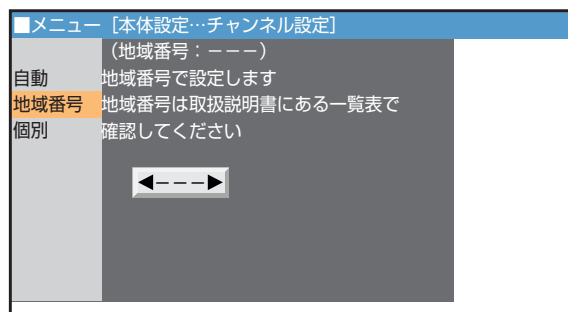 ■メニュー [本体設定…チャンネル設定]
(地域番号：−−−)
自動 地域番号で設定します
地域番号 地域番号は取扱説明書にある一覧表で
個別 確認してください
◀−−−▶